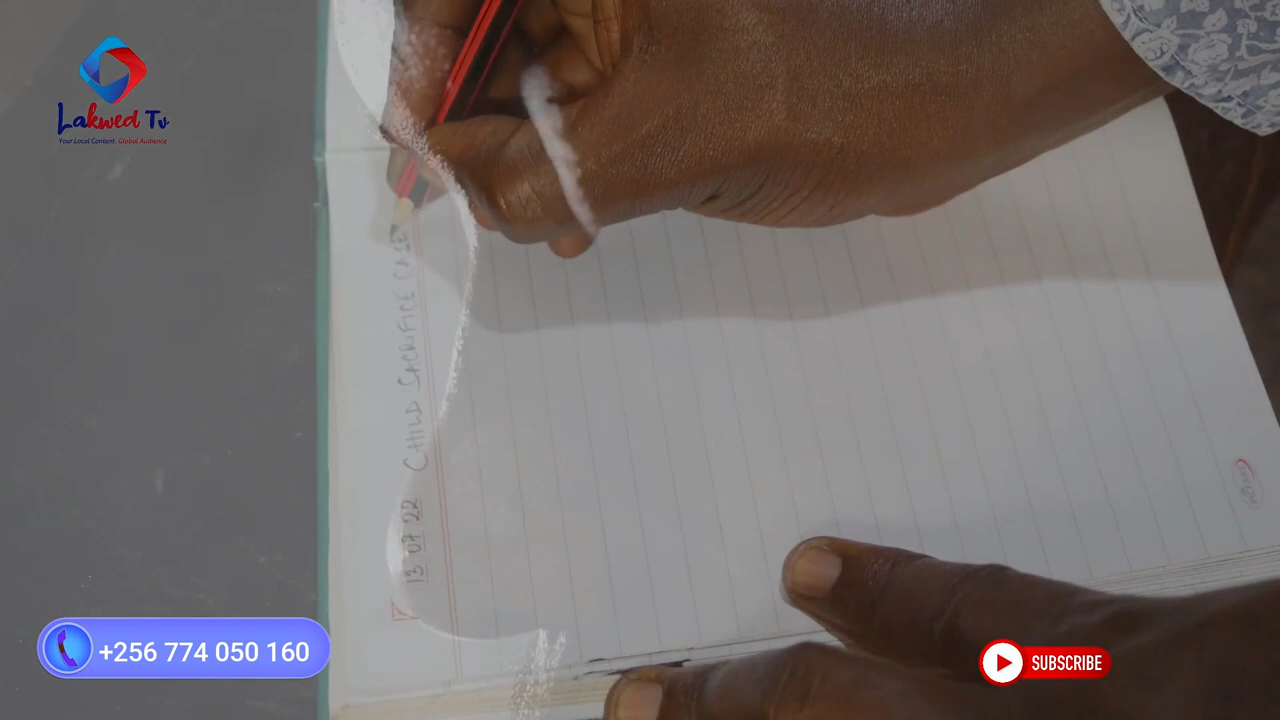 Lakwed Tv
Your Local Content. Global Audience
13 07 22 CHILD SACRIFICE CASE
+256 774 050 160
SUBSCRIBE